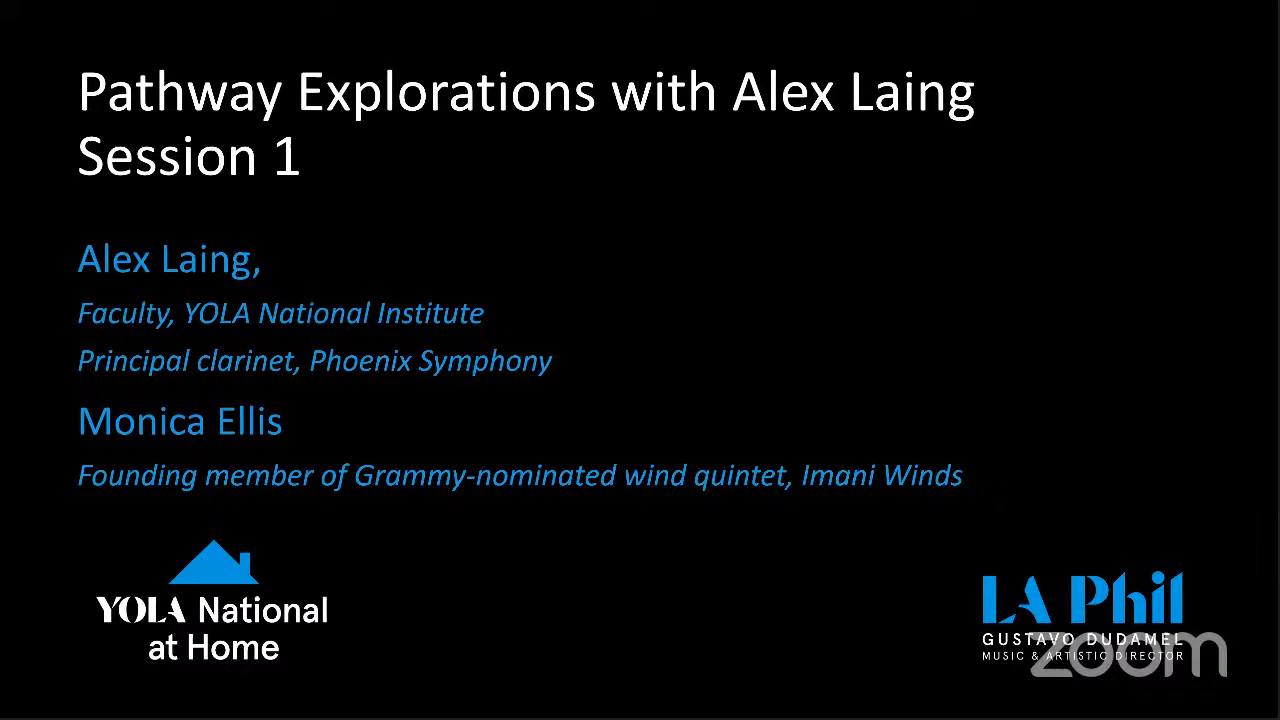 Pathway Explorations with Alex Laing
Session 1
Alex Laing,
Faculty, YOLA National Institute
Principal clarinet, Phoenix Symphony
Monica Ellis
Founding member of Grammy-nominated wind quintet, Imani Winds
YOLA National
at Home
LA Phil
GUSTAVO DUDAMEL
MUSIC & ARTISTIC DIRECTOR
zoom